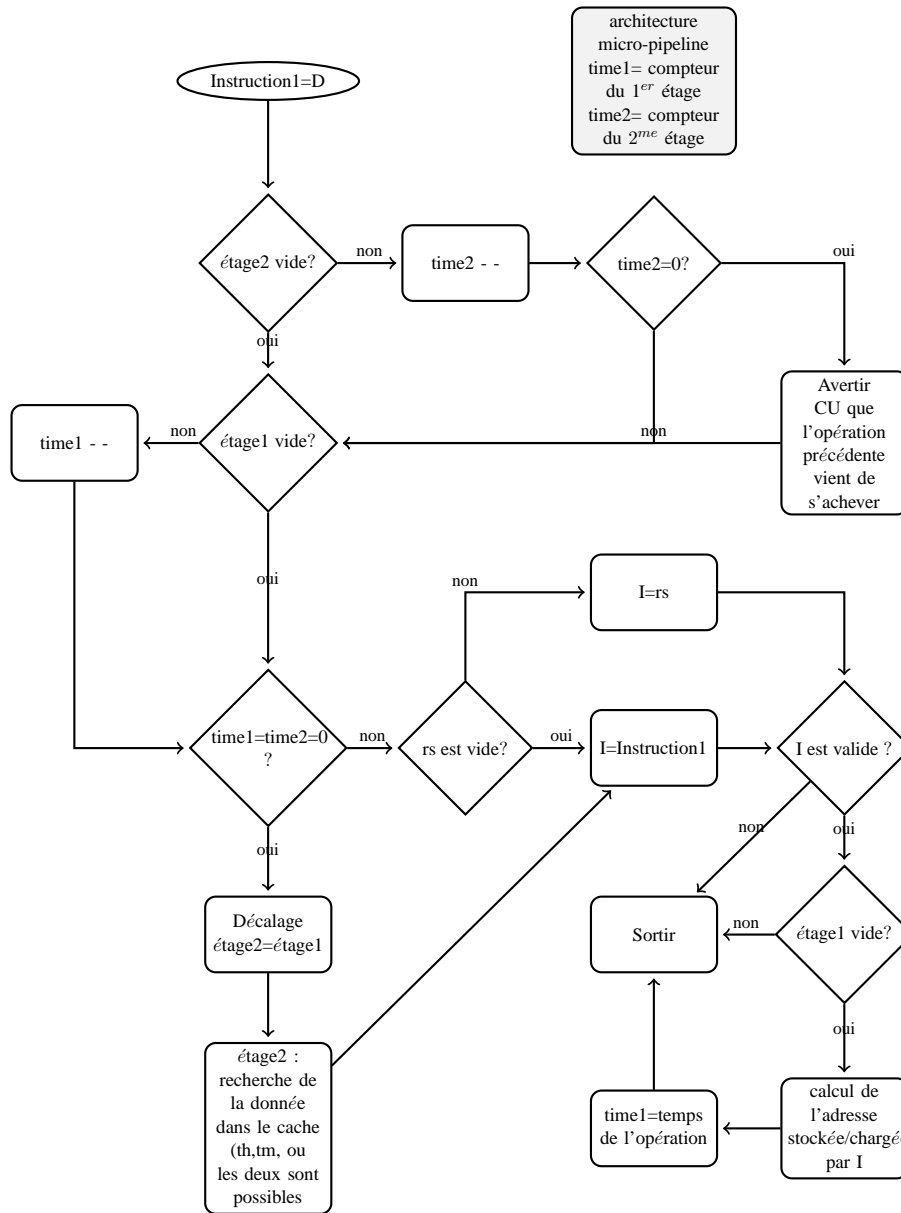 architecture
micro-pipeline
time1= compteur
du 1er étage
time2= compteur
du 2me étage
Instruction1=D
étage2 vide?
non
time2 - -
time2=0?
oui
oui
time1 - -
non
étage1 vide?
non
Avertir
CU que
l'opération
précédente
vient de
s'achever
oui
non
I=rs
time1=time2=0
?
non
rs est vide?
oui
I=Instruction1
I est valide ?
oui
non
oui
Décalage
étage2=étage1
Sortir
non
étage1 vide?
oui
étage2 :
recherche de
la donnée
dans le cache
(th,tm, ou
les deux sont
possibles
time1=temps
de l'opération
calcul de
l'adresse
stockée/chargée
par I